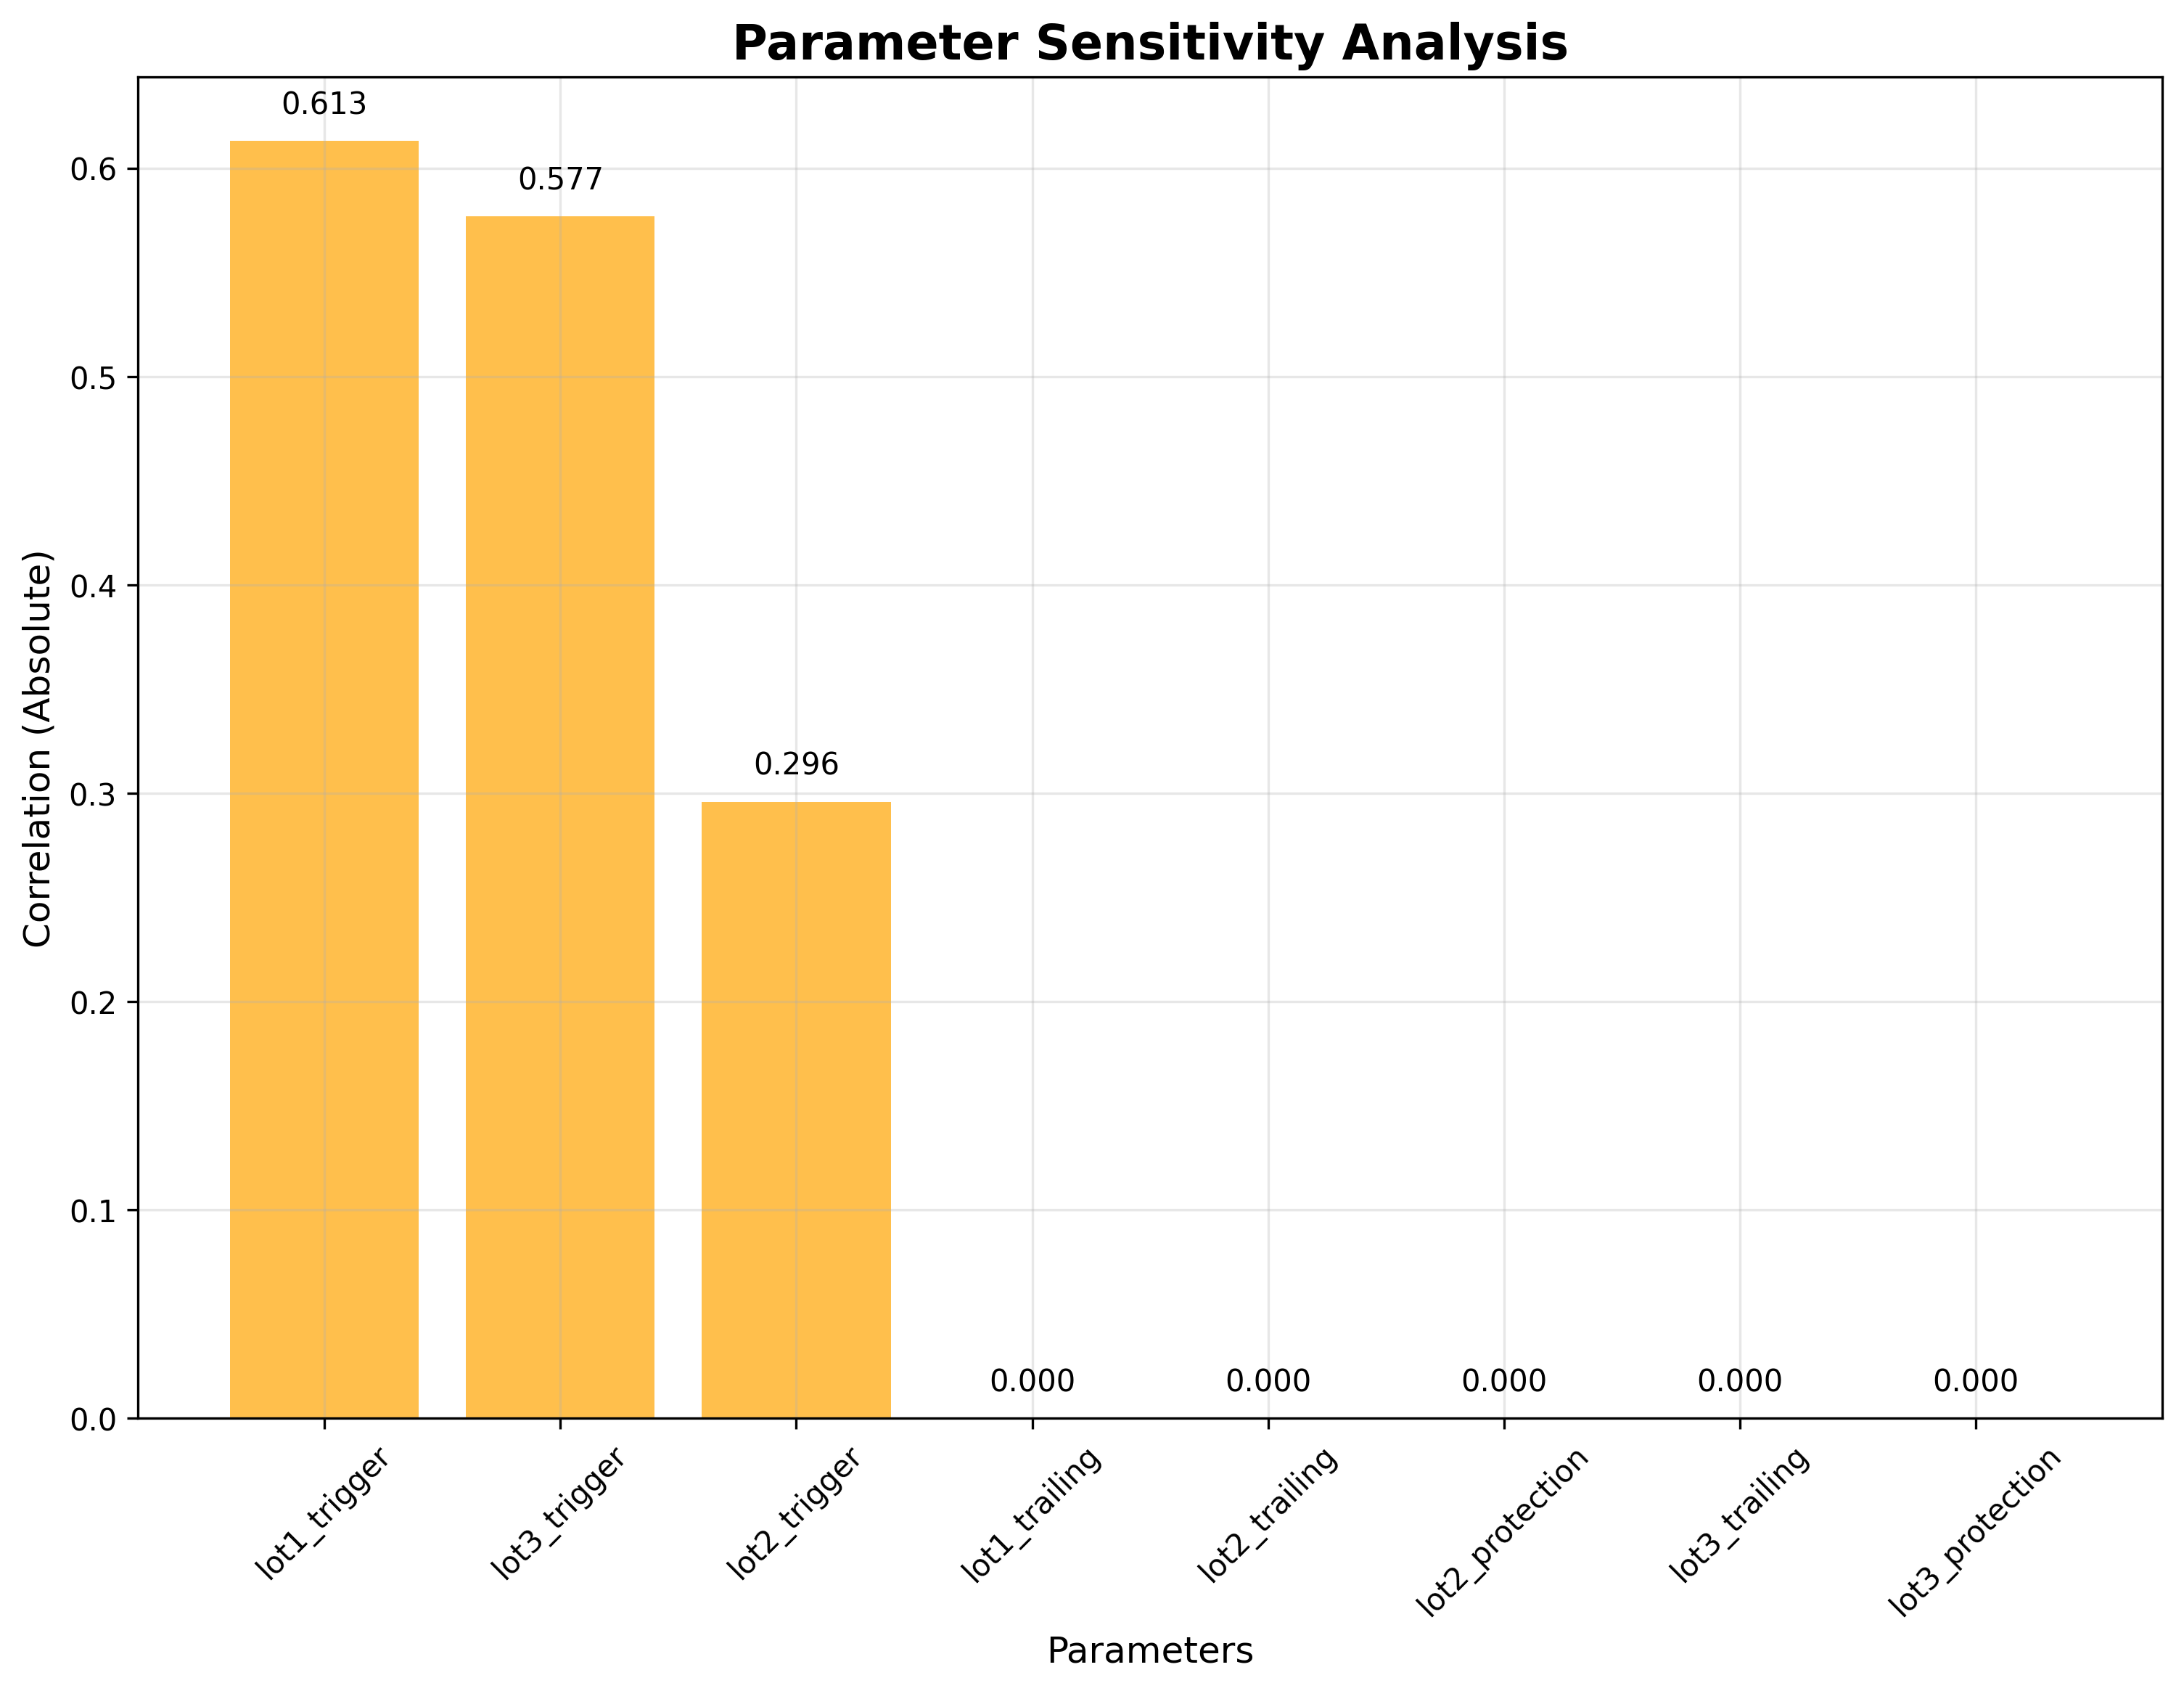 Parameter Sensitivity Analysis
0.613
0.577
0.296
0.000
0.000
0.000
0.000
0.000
0.6
0.5
0.4
0.3
0.2
0.1
0.0
Correlation (Absolute)
lot1_trigger
lot3_trigger
lot2_trigger
lot1_trailing
lot2_trailing
lot2_protection
lot3_trailing
lot3_protection
Parameters